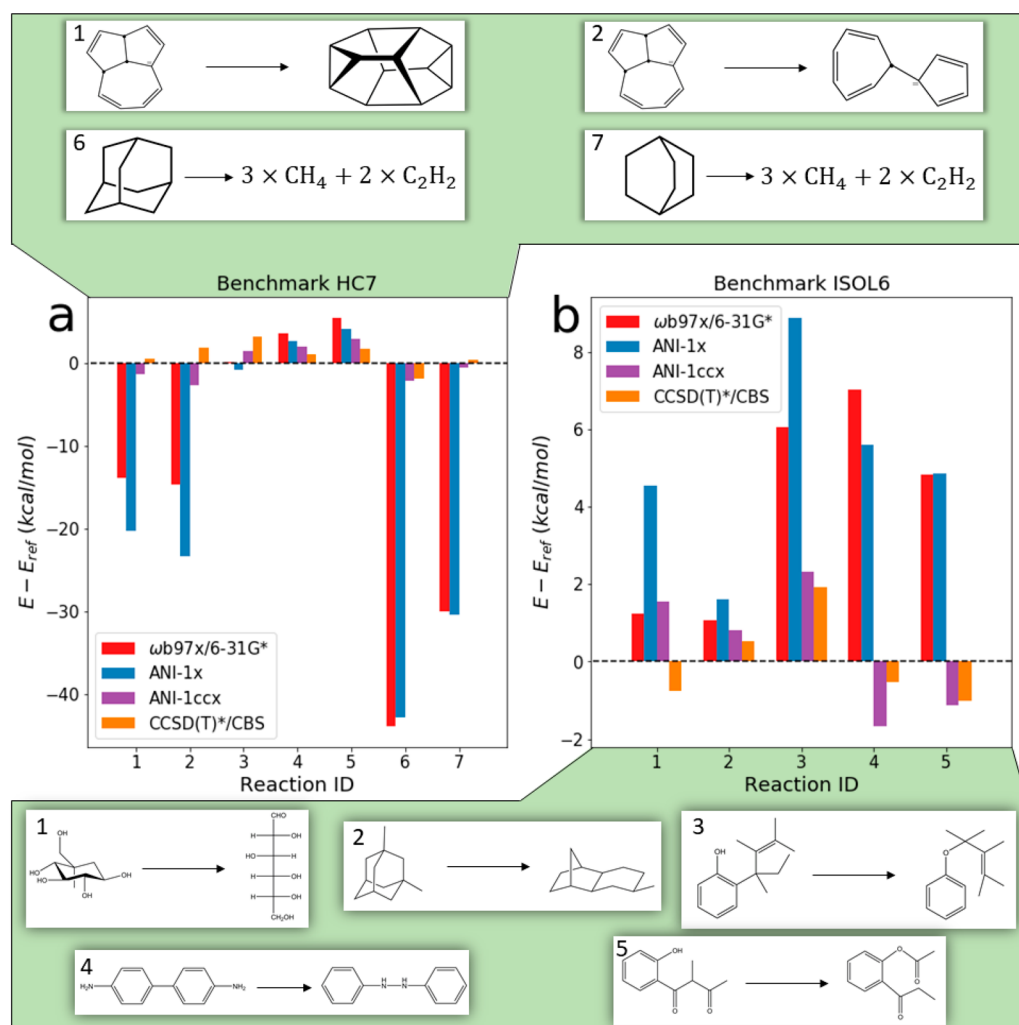 1
2
6
3 × CH₄ + 2 × C₂H₂
7
3 × CH₄ + 2 × C₂H₂
Benchmark HC7
a
0
−10
−20
−30
−40
E − E_ref (kcal/mol)
ωb97x/6-31G*
ANI-1x
ANI-1ccx
CCSD(T)*/CBS
1 2 3 4 5 6 7
Reaction ID
Benchmark ISOL6
b
ωb97x/6-31G*
ANI-1x
ANI-1ccx
CCSD(T)*/CBS
8
6
4
2
0
−2
E − E_ref (kcal/mol)
1 2 3 4 5
Reaction ID
1
OH
HO
HO
OH
OH
CHO
H OH
HO H
H OH
H OH
CH₂OH
2
3
OH
O
4
H₂N
NH₂
H
N
N
H
5
OH
O
O
O
O
O